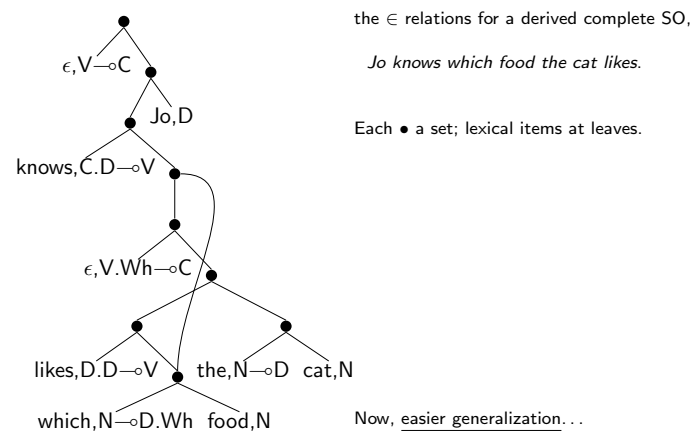 the ∈ relations for a derived complete SO,
ϵ,V⊸C
Jo knows which food the cat likes.
Jo,D
Each • a set; lexical items at leaves.
knows,C.D⊸V
ϵ,V.Wh⊸C
likes,D.D⊸V the,N⊸D cat,N
which,N⊸D.Wh food,N
Now, easier generalization...